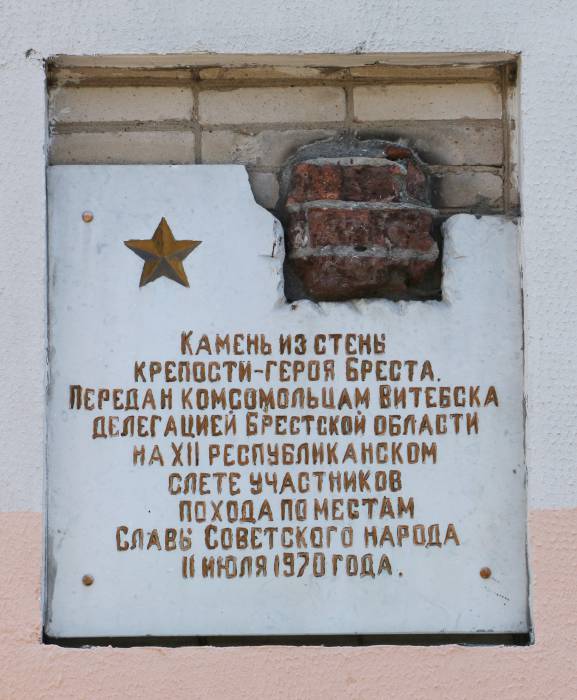 КАМЕНЬ ИЗ СТЕНЫ
КРЕПОСТИ-ГЕРОЯ БРЕСТА.
ПЕРЕДАН КОМСОМОЛЬЦАМ ВИТЕБСКА
ДЕЛЕГАЦИЕЙ БРЕСТСКОЙ ОБЛАСТИ
НА XII РЕСПУБЛИКАНСКОМ
СЛЕТЕ УЧАСТНИКОВ
ПОХОДА ПО МЕСТАМ
СЛАВЫ СОВЕТСКОГО НАРОДА
11 ИЮЛЯ 1970 ГОДА.